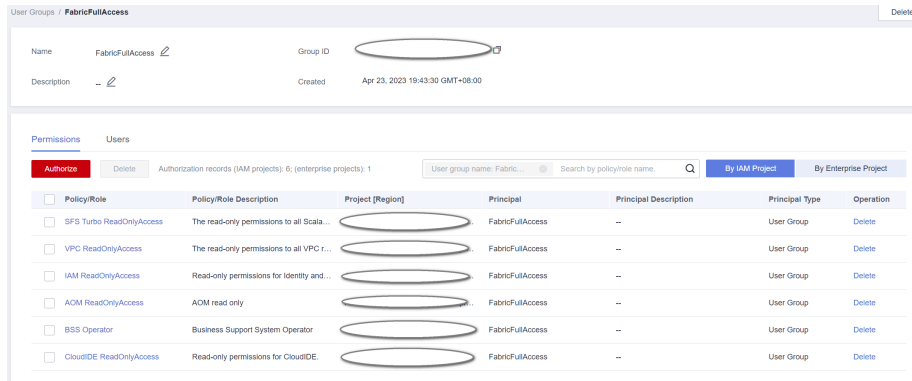 User Groups / FabricFullAccess
Delete
Name FabricFullAccess Group ID
Description -- Created Apr 23, 2023 19:43:30 GMT+08:00
Permissions Users
Authorize Delete Authorization records (IAM projects): 6; (enterprise projects): 1 User group name: Fabric... Search by policy/role name. By IAM Project By Enterprise Project
Policy/Role Policy/Role Description Project [Region] Principal Principal Description Principal Type Operation
SFS Turbo ReadOnlyAccess The read-only permissions to all Scala... FabricFullAccess -- User Group Delete
VPC ReadOnlyAccess The read-only permissions to all VPC r... FabricFullAccess -- User Group Delete
IAM ReadOnlyAccess Read-only permissions for Identity and... FabricFullAccess -- User Group Delete
AOM ReadOnlyAccess AOM read only FabricFullAccess -- User Group Delete
BSS Operator Business Support System Operator FabricFullAccess -- User Group Delete
CloudIDE ReadOnlyAccess Read-only permissions for CloudIDE. FabricFullAccess -- User Group Delete